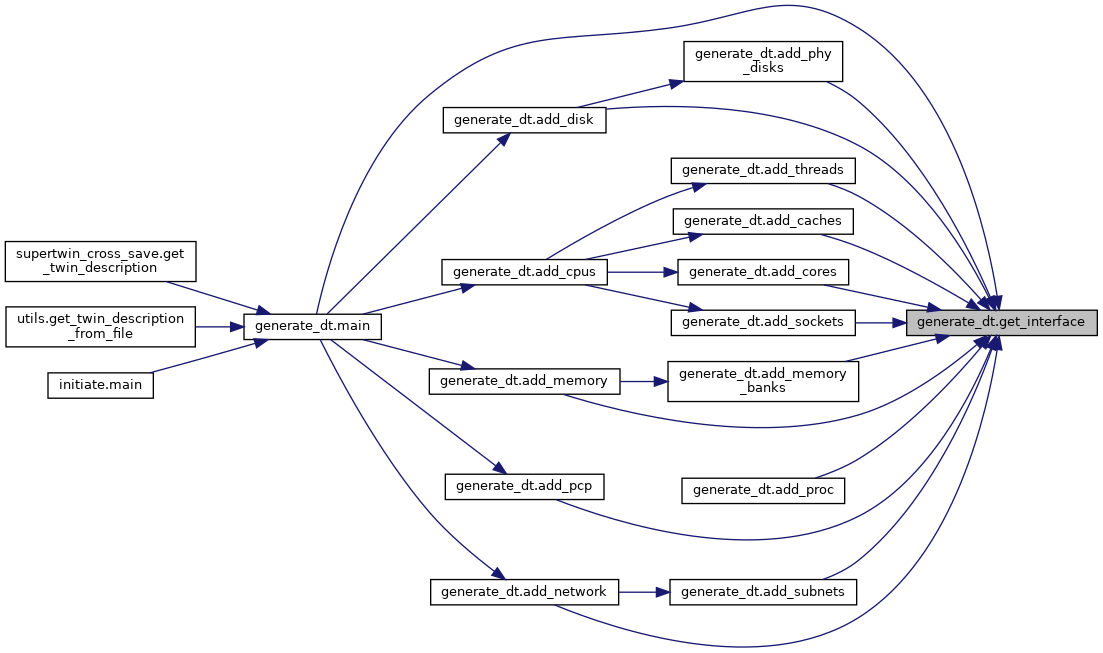 generate_dt.add_phy
_disks
generate_dt.add_disk
generate_dt.add_threads
generate_dt.add_caches
supertwin_cross_save.get
_twin_description
generate_dt.add_cpus
generate_dt.add_cores
utils.get_twin_description
_from_file
generate_dt.main
generate_dt.add_sockets
generate_dt.get_interface
initiate.main
generate_dt.add_memory
generate_dt.add_memory
_banks
generate_dt.add_pcp
generate_dt.add_proc
generate_dt.add_network
generate_dt.add_subnets